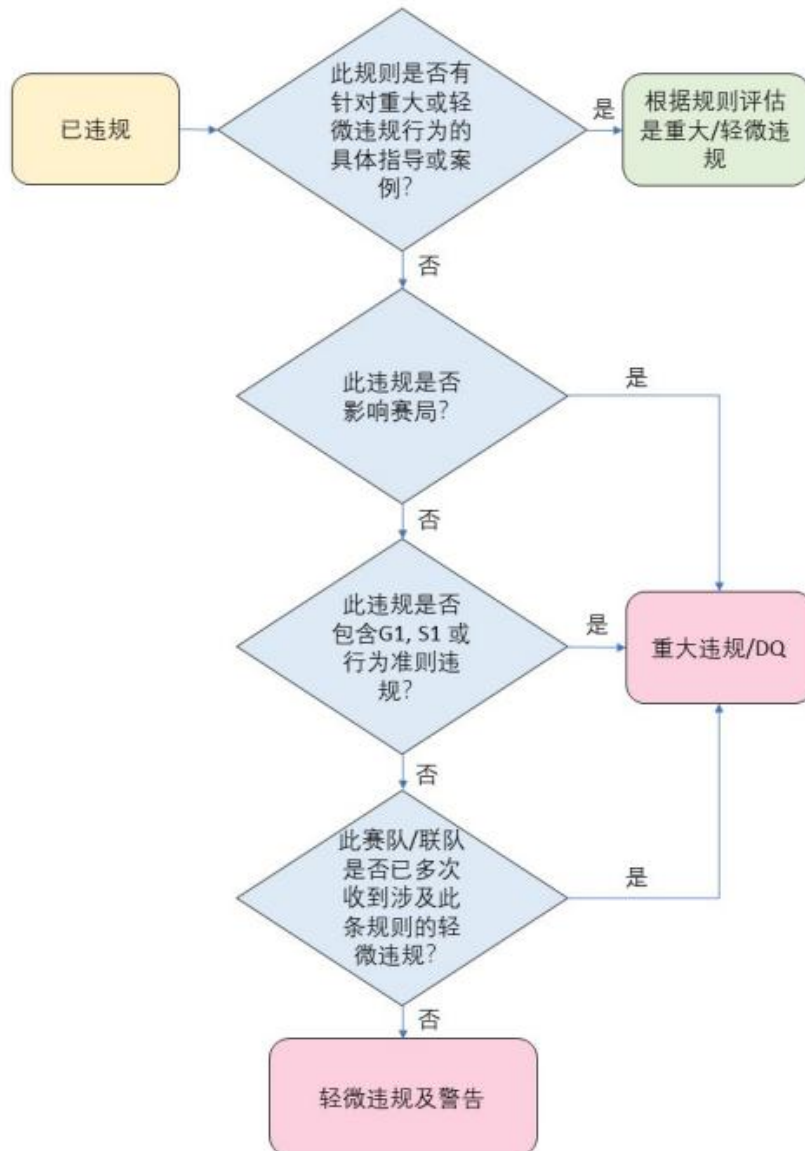 已违规
此规则是否有
针对重大或轻
微违规行为的
具体指导或案
例？
是
根据规则评估
是重大/轻微违
规
否
此违规是否
影响赛局？
是
否
此违规是否
包含G1, S1 或
行为准则违
规？
是
重大违规/DQ
否
此赛队/联队
是否已多次
收到涉及此
条规则的轻
微违规？
是
否
轻微违规及警告